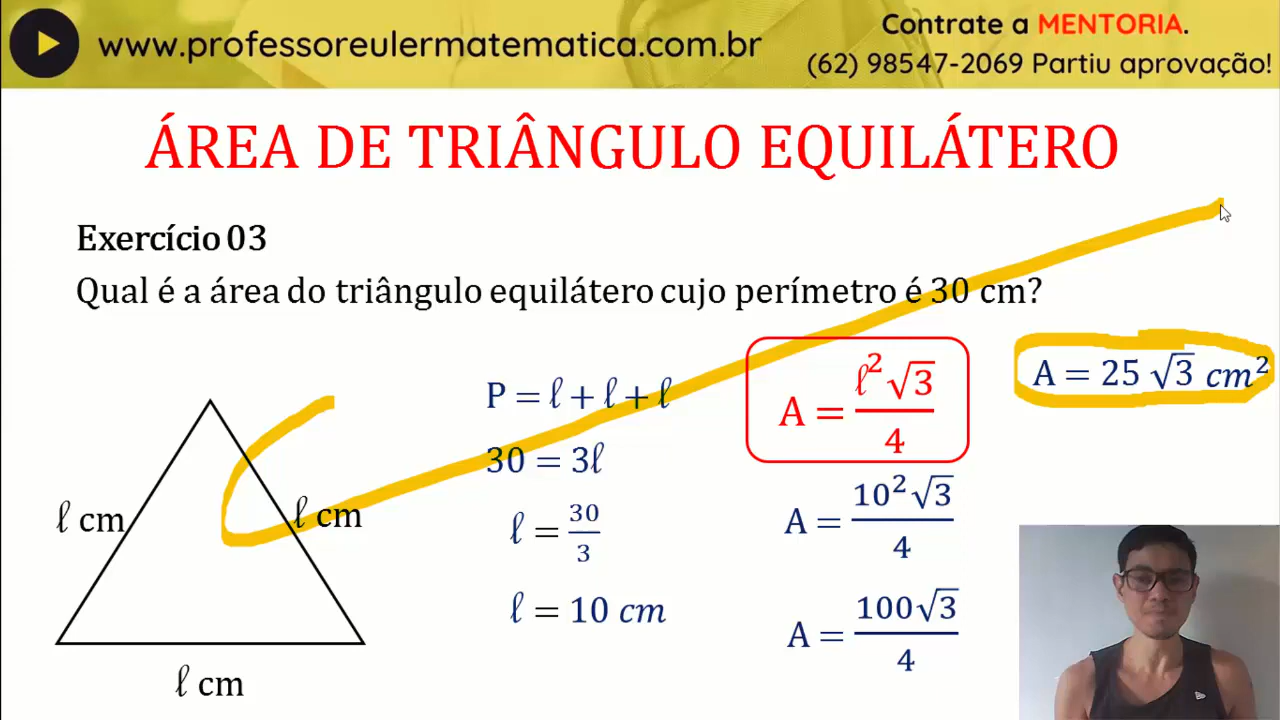 www.professoreulermatematica.com.br
Contrate a MENTORIA.
(62) 98547-2069 Partiu aprovação!
ÁREA DE TRIÂNGULO EQUILÁTERO
Exercício 03
Qual é a área do triângulo equilátero cujo perímetro é 30 cm?
ℓ cm
ℓ cm
ℓ cm
P = ℓ + ℓ + ℓ
30 = 3ℓ
ℓ = 30/3
ℓ = 10 cm
A = ℓ²√3/4
A = 10²√3/4
A = 100√3/4
A = 25 √3 cm²